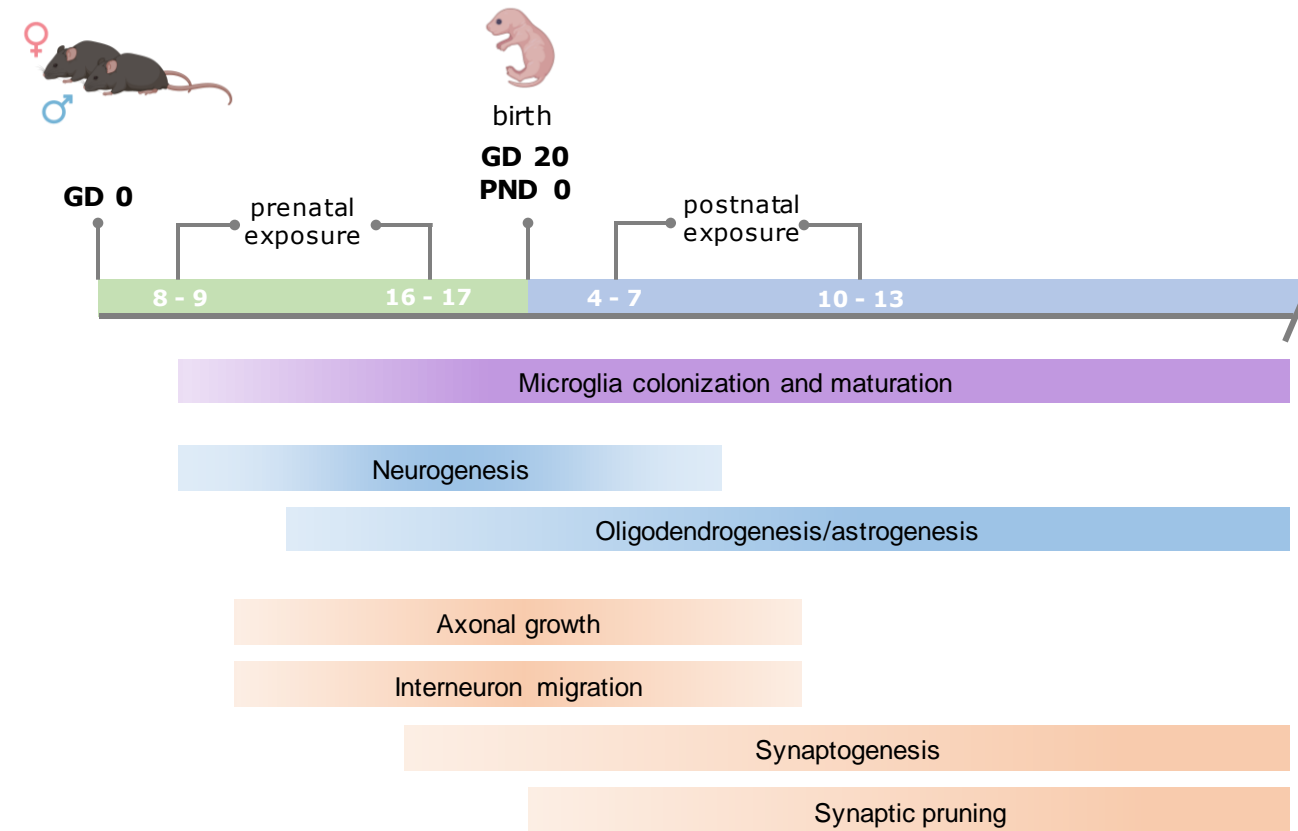 birth
GD 20
PND 0
GD 0
prenatal
exposure
postnatal
exposure
8 - 9
16 - 17
4 - 7
10 - 13
Microglia colonization and maturation
Neurogenesis
Oligodendrogenesis/astrogenesis
Axonal growth
Interneuron migration
Synaptogenesis
Synaptic pruning